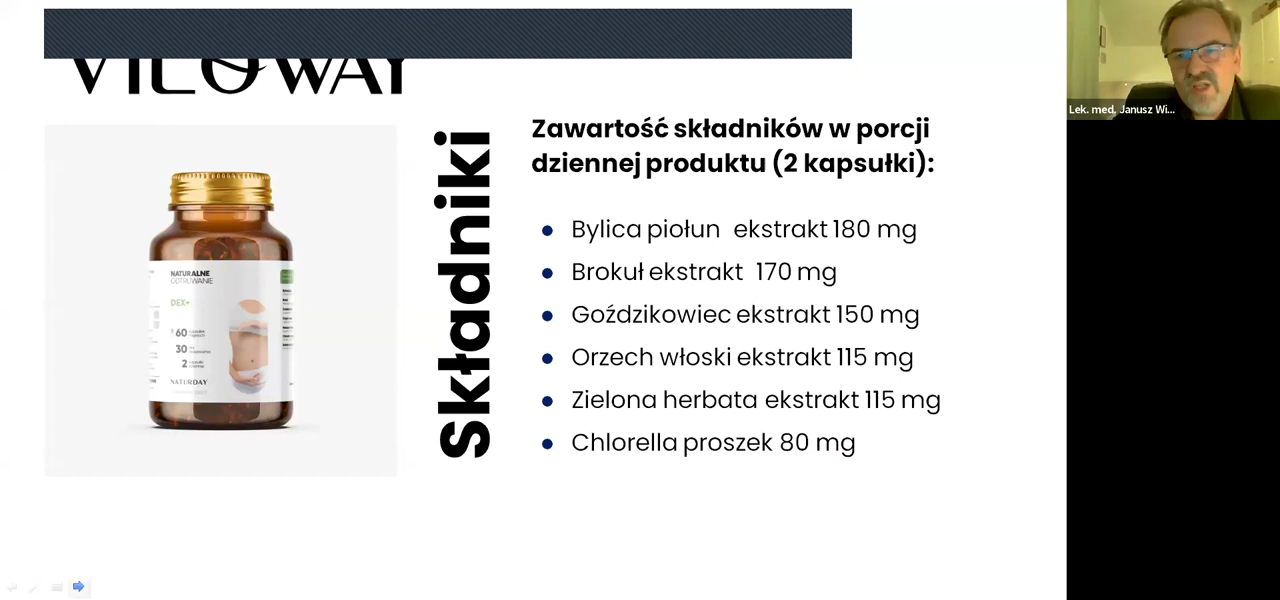 VILOWAY
Lek. med. Janusz Wi...
Składniki
Zawartość składników w porcji
dziennej produktu (2 kapsułki):
Bylica piołun ekstrakt 180 mg
Brokuł ekstrakt 170 mg
Goździkowiec ekstrakt 150 mg
Orzech włoski ekstrakt 115 mg
Zielona herbata ekstrakt 115 mg
Chlorella proszek 80 mg
NATURALNE
ODTRUWANIE
DEX+
60
30
2
NATURDAY